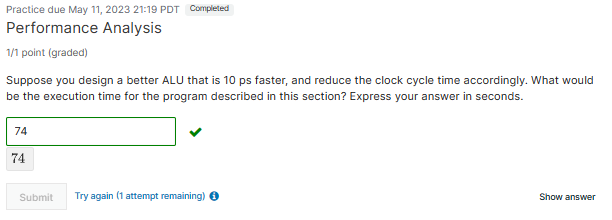 Practice due May 11, 2023 21:19 PDT Completed
Performance Analysis
1/1 point (graded)
Suppose you design a better ALU that is 10 ps faster, and reduce the clock cycle time accordingly. What would
be the execution time for the program described in this section? Express your answer in seconds.
74
74
Submit Try again (1 attempt remaining) Show answer